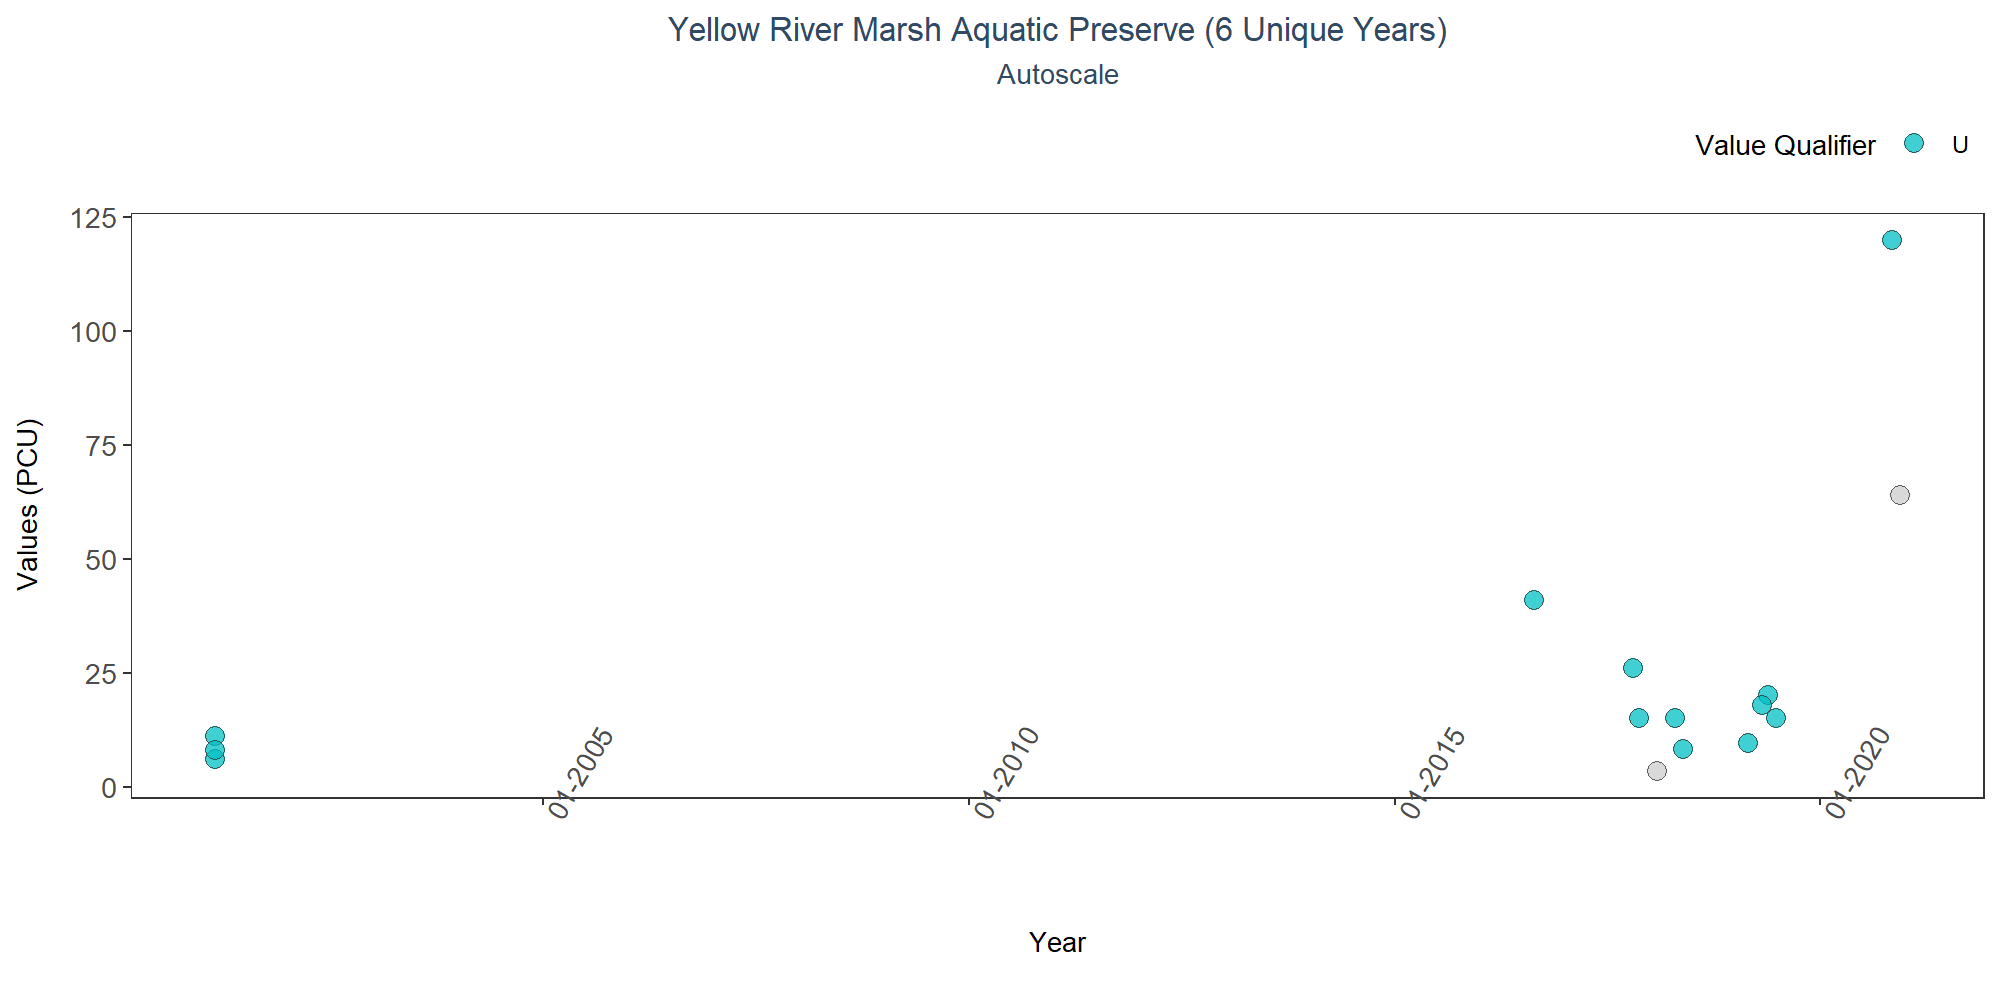 Yellow River Marsh Aquatic Preserve (6 Unique Years)
Autoscale
Value Qualifier U
125
100
75
50
25
0
Values (PCU)
01-2005
01-2010
01-2015
01-2020
Year